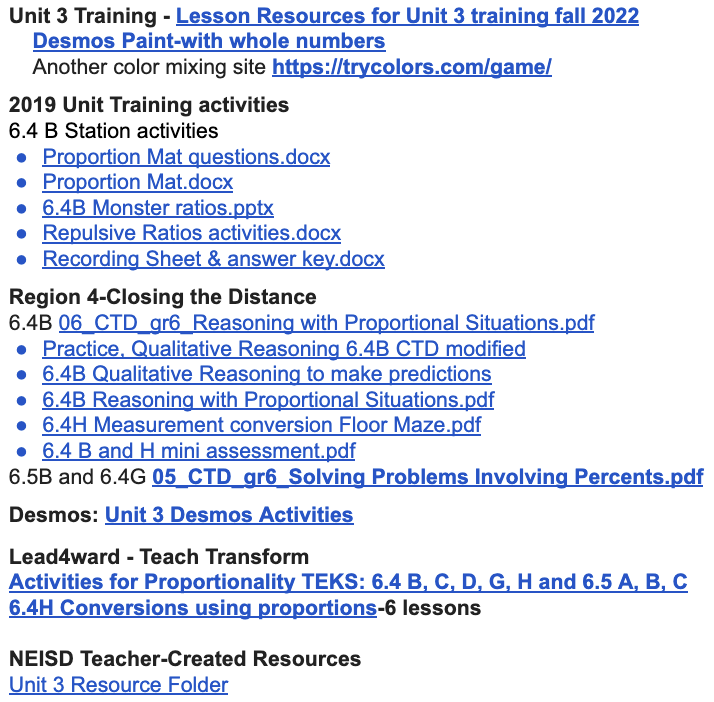 Unit 3 Training - Lesson Resources for Unit 3 training fall 2022
Desmos Paint-with whole numbers
Another color mixing site https://trycolors.com/game/
2019 Unit Training activities
6.4 B Station activities
● Proportion Mat questions.docx
● Proportion Mat.docx
● 6.4B Monster ratios.pptx
● Repulsive Ratios activities.docx
● Recording Sheet & answer key.docx
Region 4-Closing the Distance
6.4B 06_CTD_gr6_Reasoning with Proportional Situations.pdf
● Practice, Qualitative Reasoning 6.4B CTD modified
● 6.4B Qualitative Reasoning to make predictions
● 6.4B Reasoning with Proportional Situations.pdf
● 6.4H Measurement conversion Floor Maze.pdf
● 6.4 B and H mini assessment.pdf
6.5B and 6.4G 05_CTD_gr6_Solving Problems Involving Percents.pdf
Desmos: Unit 3 Desmos Activities
Lead4ward - Teach Transform
Activities for Proportionality TEKS: 6.4 B, C, D, G, H and 6.5 A, B, C
6.4H Conversions using proportions-6 lessons
NEISD Teacher-Created Resources
Unit 3 Resource Folder